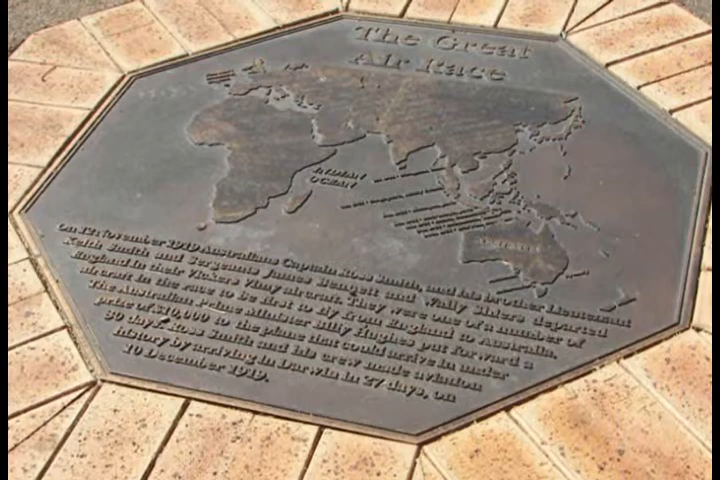 The Great
Air Race
INDIAN
OCEAN
On 12 November 1919 Australians Captain Ross Smith, and his brother Lieutenant
Keith Smith and Sergeants James Bennett and Wally Shiers departed
England in their Vickers Vimy aircraft. They were one of a number of
aircraft in the race to be first to fly from England to Australia.
The Australian Prime Minister Billy Hughes put forward a
prize of £10,000 to the plane that could arrive in under
30 days. Ross Smith and his crew made aviation
history by arriving in Darwin in 27 days, on
10 December 1919.